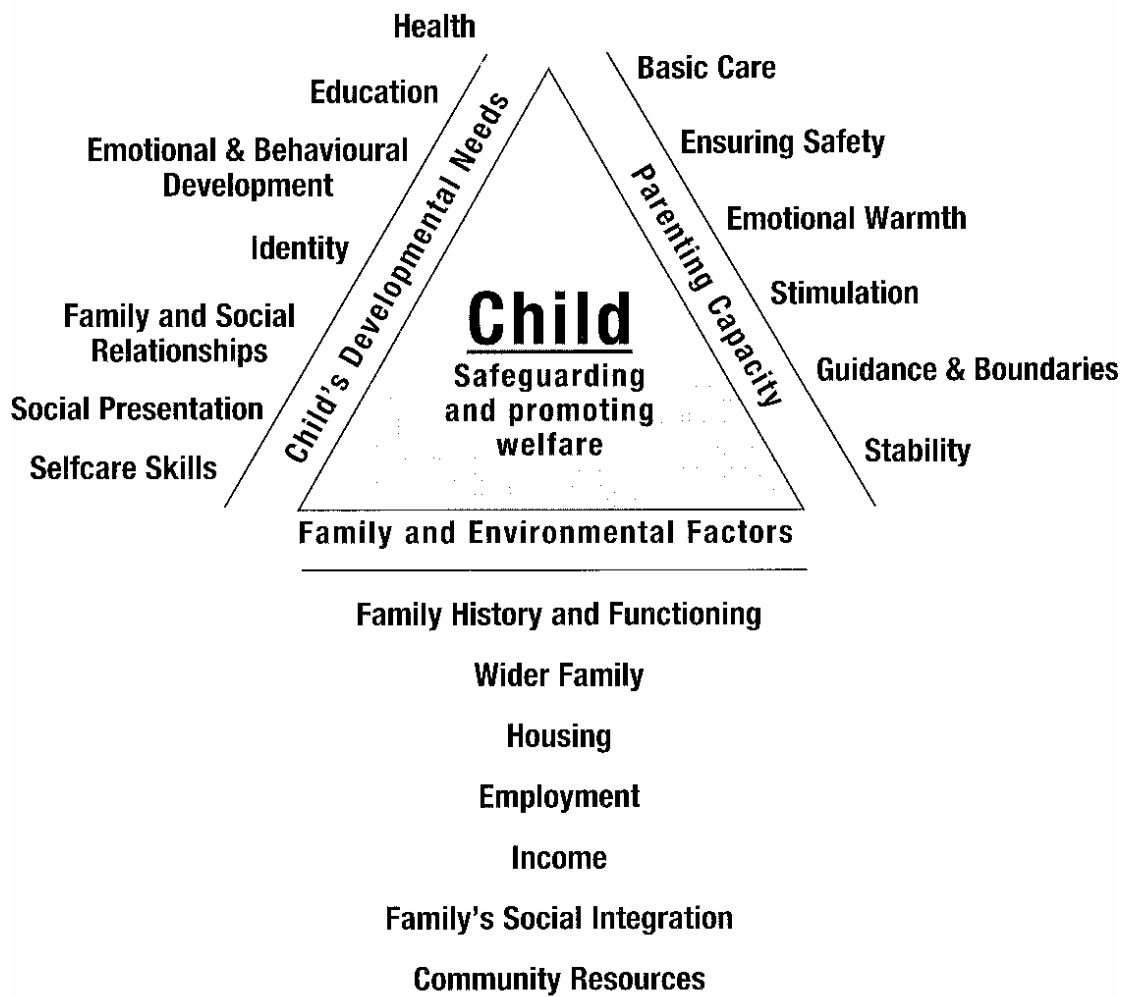 Health
Education
Emotional & Behavioural
Development
Identity
Family and Social
Relationships
Social Presentation
Selfcare Skills
Child's Developmental Needs
Child
Safeguarding
and promoting
welfare
Parenting Capacity
Basic Care
Ensuring Safety
Emotional Warmth
Stimulation
Guidance & Boundaries
Stability
Family and Environmental Factors
Family History and Functioning
Wider Family
Housing
Employment
Income
Family's Social Integration
Community Resources